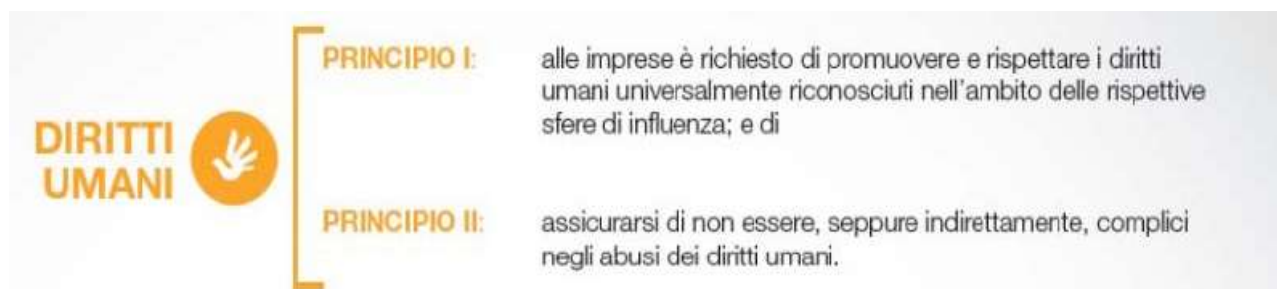 DIRITTI
UMANI
PRINCIPIO I:
alle imprese è richiesto di promuovere e rispettare i diritti
umani universalmente riconosciuti nell'ambito delle rispettive
sfere di influenza; e di
PRINCIPIO II:
assicurarsi di non essere, seppure indirettamente, complici
negli abusi dei diritti umani.